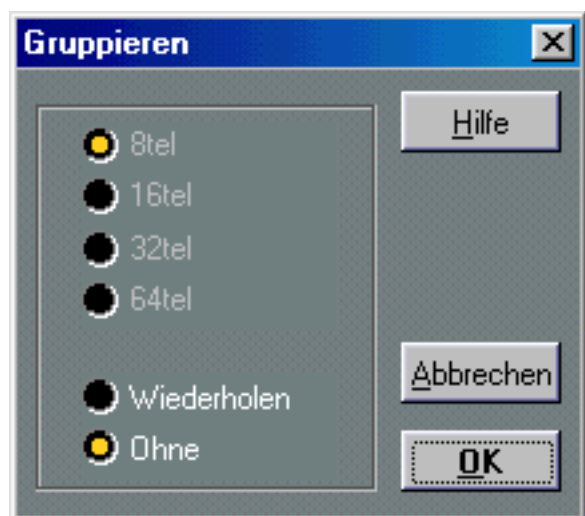 Gruppieren
8tel
16tel
32tel
64tel
Wiederholen
Ohne
Hilfe
Abbrechen
OK